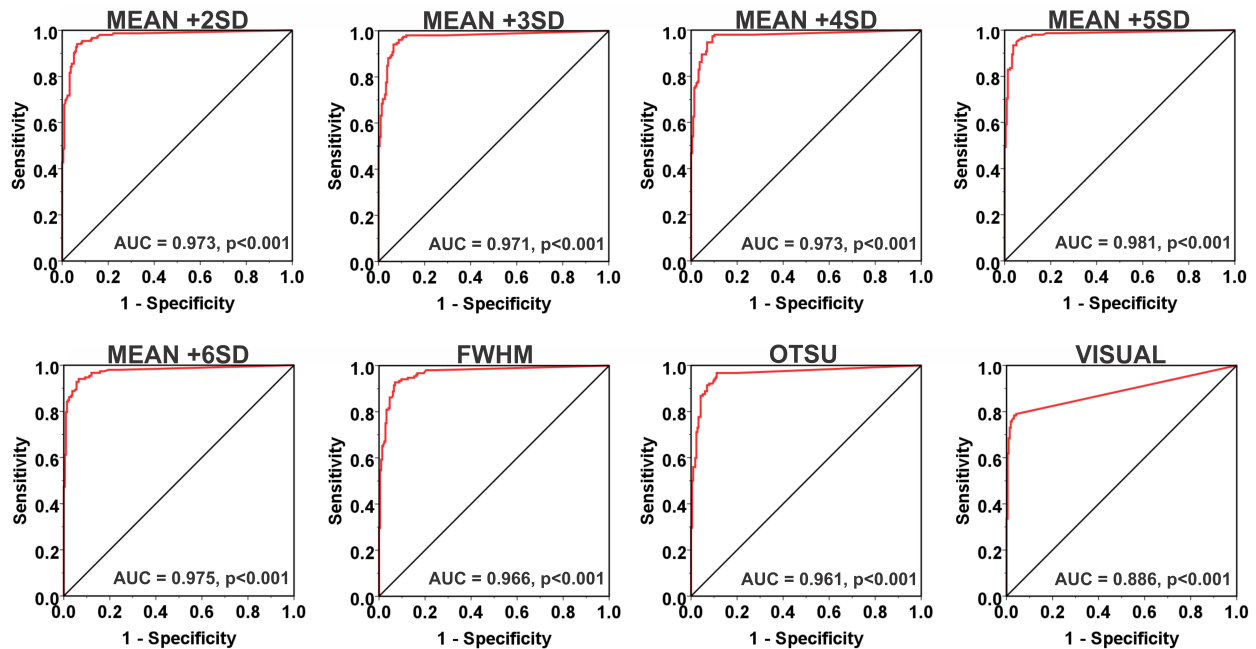 MEAN +2SD
1.0
0.8
0.6
0.4
0.2
0.0
Sensitivity
AUC = 0.973, p<0.001
0.0 0.2 0.4 0.6 0.8 1.0
1 - Specificity
MEAN +3SD
1.0
0.8
0.6
0.4
0.2
0.0
Sensitivity
AUC = 0.971, p<0.001
0.0 0.2 0.4 0.6 0.8 1.0
1 - Specificity
MEAN +4SD
1.0
0.8
0.6
0.4
0.2
0.0
Sensitivity
AUC = 0.973, p<0.001
0.0 0.2 0.4 0.6 0.8 1.0
1 - Specificity
MEAN +5SD
1.0
0.8
0.6
0.4
0.2
0.0
Sensitivity
AUC = 0.981, p<0.001
0.0 0.2 0.4 0.6 0.8 1.0
1 - Specificity
MEAN +6SD
1.0
0.8
0.6
0.4
0.2
0.0
Sensitivity
AUC = 0.975, p<0.001
0.0 0.2 0.4 0.6 0.8 1.0
1 - Specificity
FWHM
1.0
0.8
0.6
0.4
0.2
0.0
Sensitivity
AUC = 0.966, p<0.001
0.0 0.2 0.4 0.6 0.8 1.0
1 - Specificity
OTSU
1.0
0.8
0.6
0.4
0.2
0.0
Sensitivity
AUC = 0.961, p<0.001
0.0 0.2 0.4 0.6 0.8 1.0
1 - Specificity
VISUAL
1.0
0.8
0.6
0.4
0.2
0.0
Sensitivity
AUC = 0.886, p<0.001
0.0 0.2 0.4 0.6 0.8 1.0
1 - Specificity